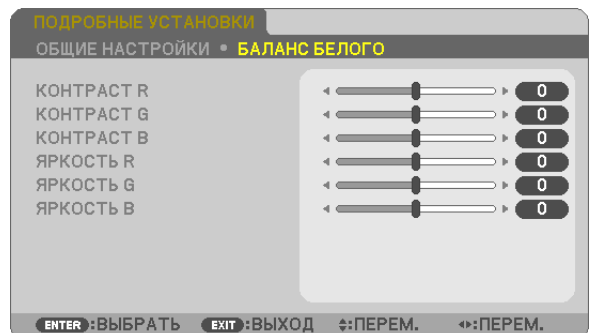 ПОДРОБНЫЕ УСТАНОВКИ
ОБЩИЕ НАСТРОЙКИ • БАЛАНС БЕЛОГО
КОНТРАСТ R 0
КОНТРАСТ G 0
КОНТРАСТ B 0
ЯРКОСТЬ R 0
ЯРКОСТЬ G 0
ЯРКОСТЬ B 0
ENTER :ВЫБРАТЬ EXIT :ВЫХОД :ПЕРЕМ. :ПЕРЕМ.